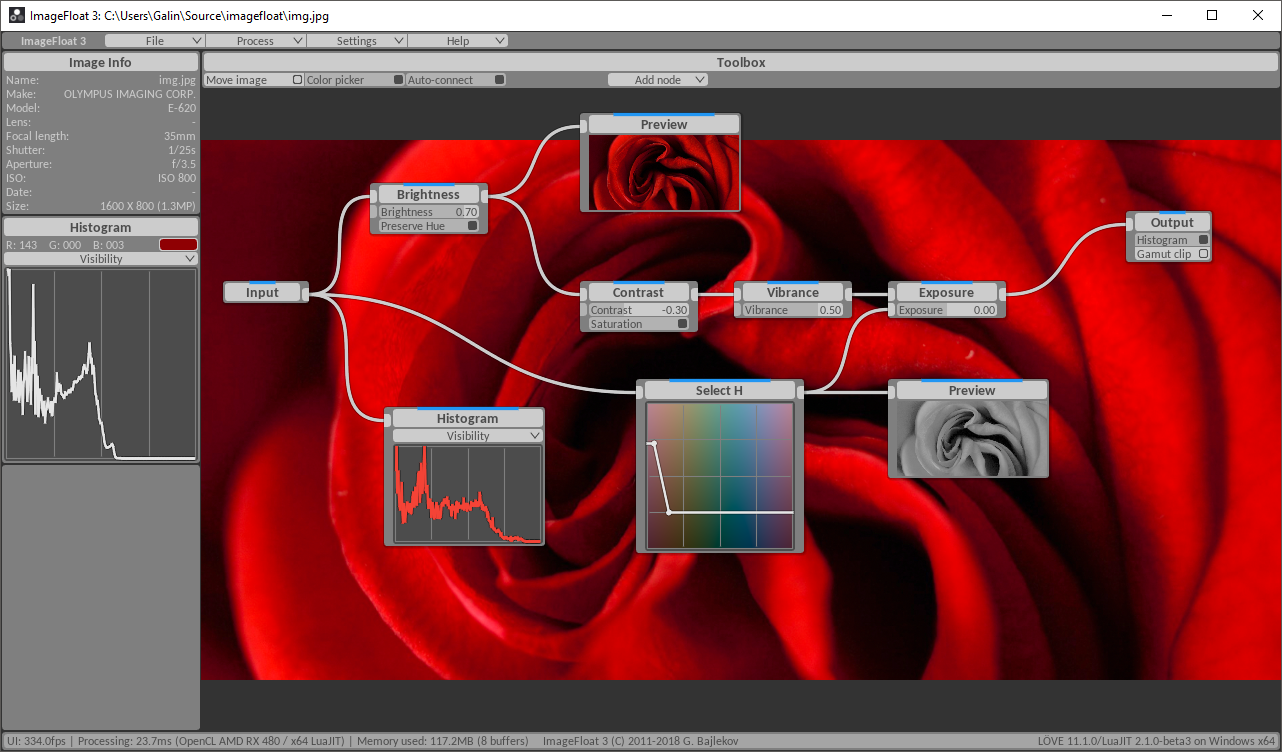 ImageFloat 3: C:\Users\Galin\Source\imagefloat\img.jpg
ImageFloat 3 File Process Settings Help
Image Info
Name: img.jpg
Make: OLYMPUS IMAGING CORP.
Model: E-620
Lens: -
Focal length: 35mm
Shutter: 1/25s
Aperture: f/3.5
ISO: ISO 800
Date: -
Size: 1600 X 800 (1.3MP)
Histogram
R: 143 G: 000 B: 003
Visibility
Toolbox
Move image Color picker Auto-connect Add node
Preview
Brightness
Brightness 0.70
Preserve Hue
Output
Histogram
Gamut clip
Input
Contrast
Contrast -0.30
Saturation
Vibrance
Vibrance 0.50
Exposure
Exposure 0.00
Select H
Preview
Histogram
Visibility
UI: 334.0fps | Processing: 23.7ms (OpenCL AMD RX 480 / x64 LuaJIT) | Memory used: 117.2MB (8 buffers) ImageFloat 3 (C) 2011-2018 G. Bajlekov LÖVE 11.1.0/LuaJIT 2.1.0-beta3 on Windows x64